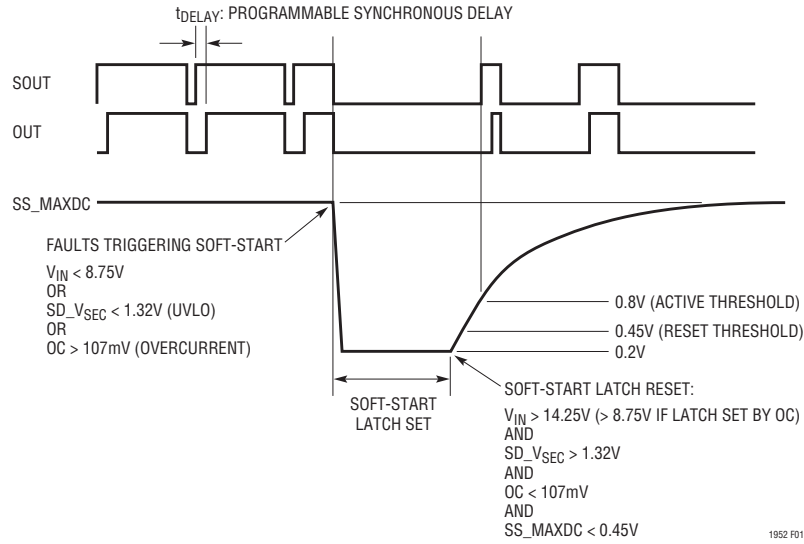 tDELAY: PROGRAMMABLE SYNCHRONOUS DELAY
SOUT
OUT
SS_MAXDC
FAULTS TRIGGERING SOFT-START
VIN < 8.75V
OR
SD_VSEC < 1.32V (UVLO)
OR
OC > 107mV (OVERCURRENT)
0.8V (ACTIVE THRESHOLD)
0.45V (RESET THRESHOLD)
0.2V
SOFT-START
LATCH SET
SOFT-START LATCH RESET:
VIN > 14.25V (> 8.75V IF LATCH SET BY OC)
AND
SD_VSEC > 1.32V
AND
OC < 107mV
AND
SS_MAXDC < 0.45V
1952 F01